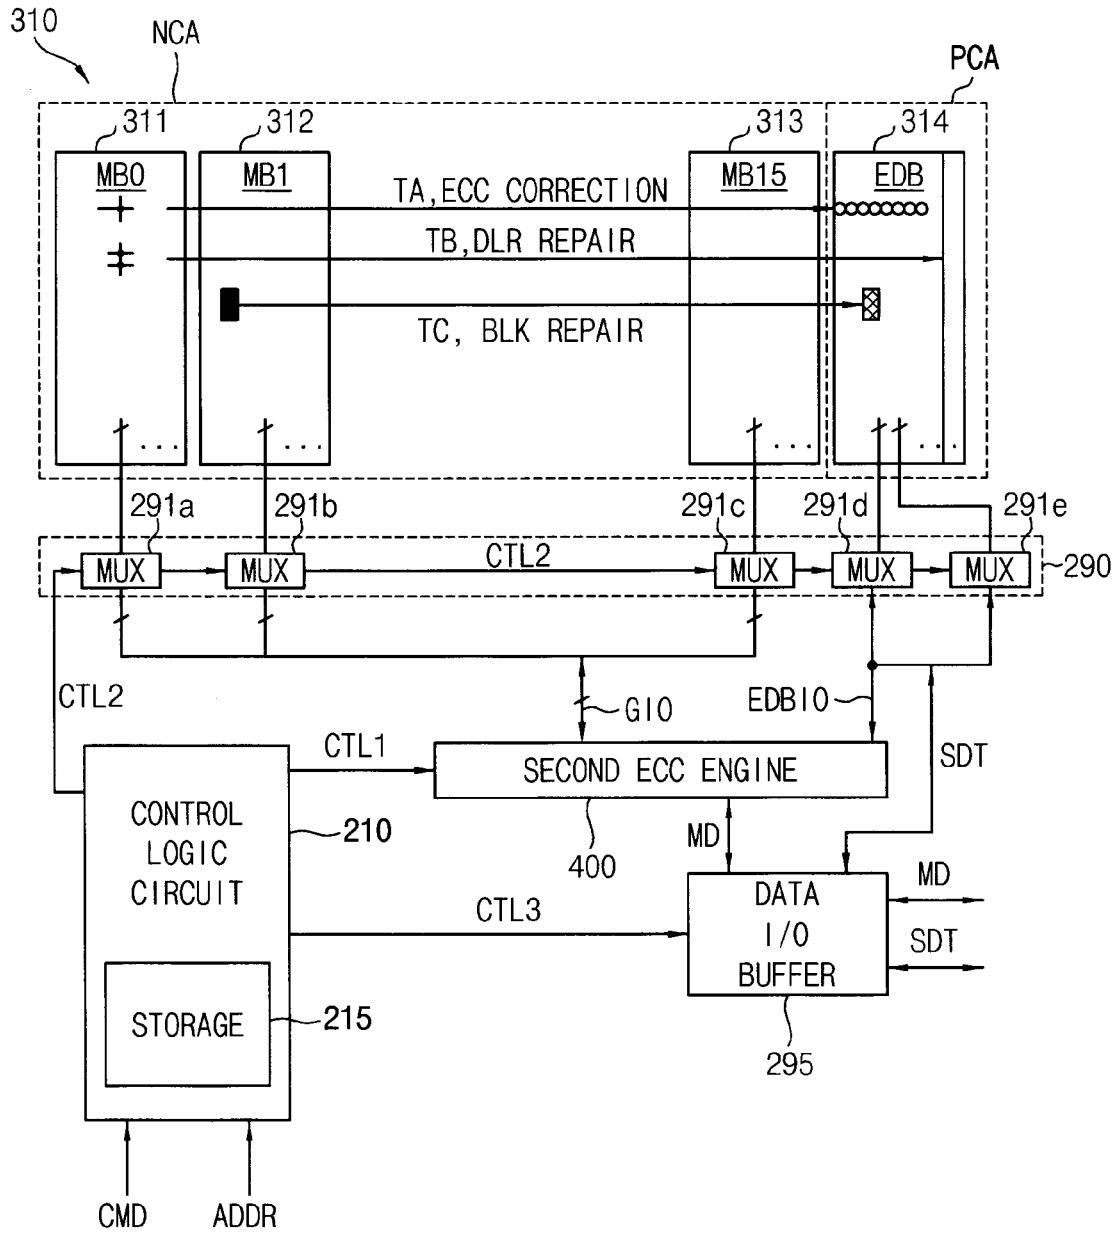 310
NCA
PCA
311
312
313
314
MB0
MB1
MB15
EDB
TA,ECC CORRECTION
TB,DLR REPAIR
TC, BLK REPAIR
291a
291b
291c
291d
291e
MUX
MUX
CTL2
MUX
MUX
MUX
290
CTL2
GIO
EDBIO
SDT
CTL1
SECOND ECC ENGINE
400
MD
CONTROL
LOGIC
CIRCUIT
210
CTL3
DATA
I/O
BUFFER
MD
SDT
295
STORAGE
215
CMD
ADDR